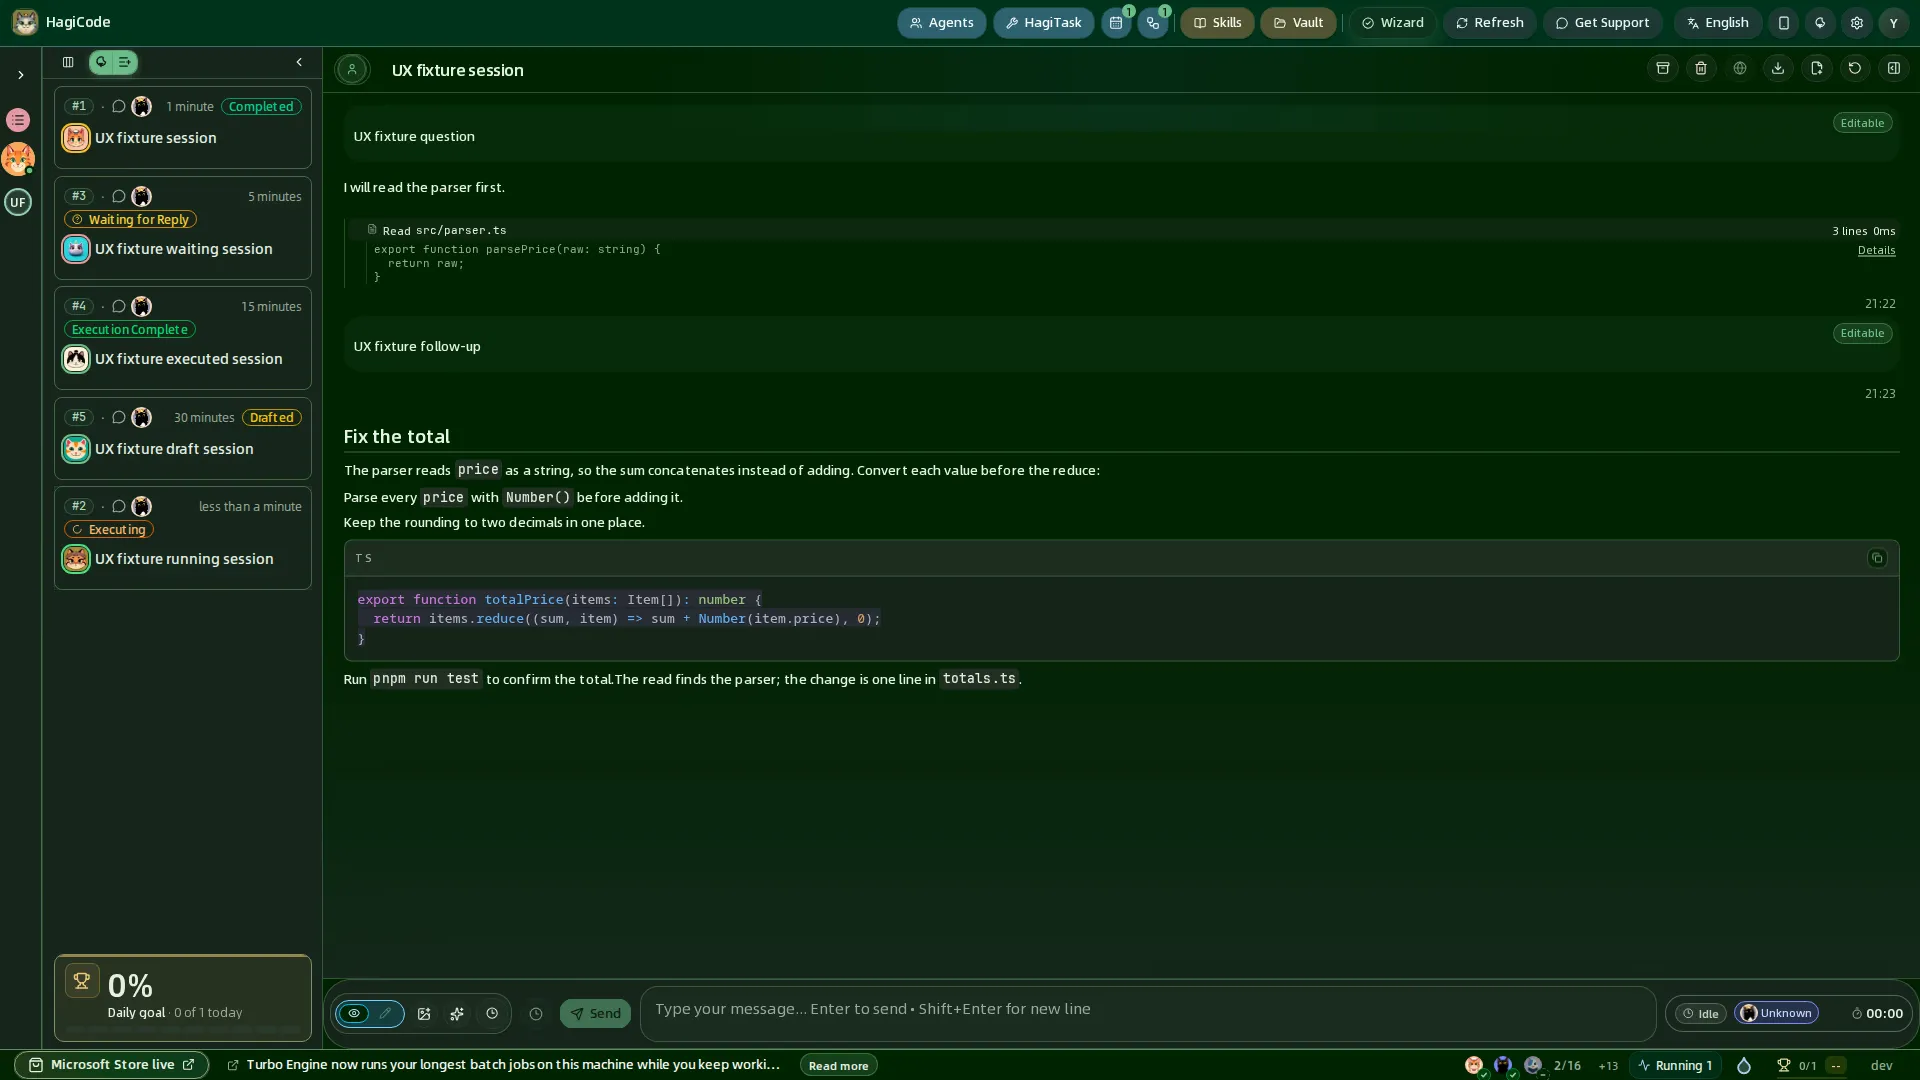 HagiCode
Agents
HagiTask
1
1
Skills
Vault
Wizard
Refresh
Get Support
English
Y
UF
#1 · 1 minute Completed
UX fixture session
#3 · 5 minutes
Waiting for Reply
UX fixture waiting session
#4 · 15 minutes
Execution Complete
UX fixture executed session
#5 · 30 minutes Drafted
UX fixture draft session
#2 · less than a minute
Executing
UX fixture running session
0%
Daily goal · 0 of 1 today
UX fixture session
Editable
UX fixture question
I will read the parser first.
Read src/parser.ts 3 lines 0ms
export function parsePrice(raw: string) {
Details
return raw;
}
21:22
Editable
UX fixture follow-up
21:23
Fix the total
The parser reads price as a string, so the sum concatenates instead of adding. Convert each value before the reduce:
Parse every price with Number() before adding it.
Keep the rounding to two decimals in one place.
TS
export function totalPrice(items: Item[]): number {
return items.reduce((sum, item) => sum + Number(item.price), 0);
}
Run pnpm run test to confirm the total.The read finds the parser; the change is one line in totals.ts.
Send
Type your message... Enter to send • Shift+Enter for new line
Idle
Unknown
00:00
Microsoft Store live
Turbo Engine now runs your longest batch jobs on this machine while you keep worki...
Read more
2/16
+13
Running 1
0/1
--
dev